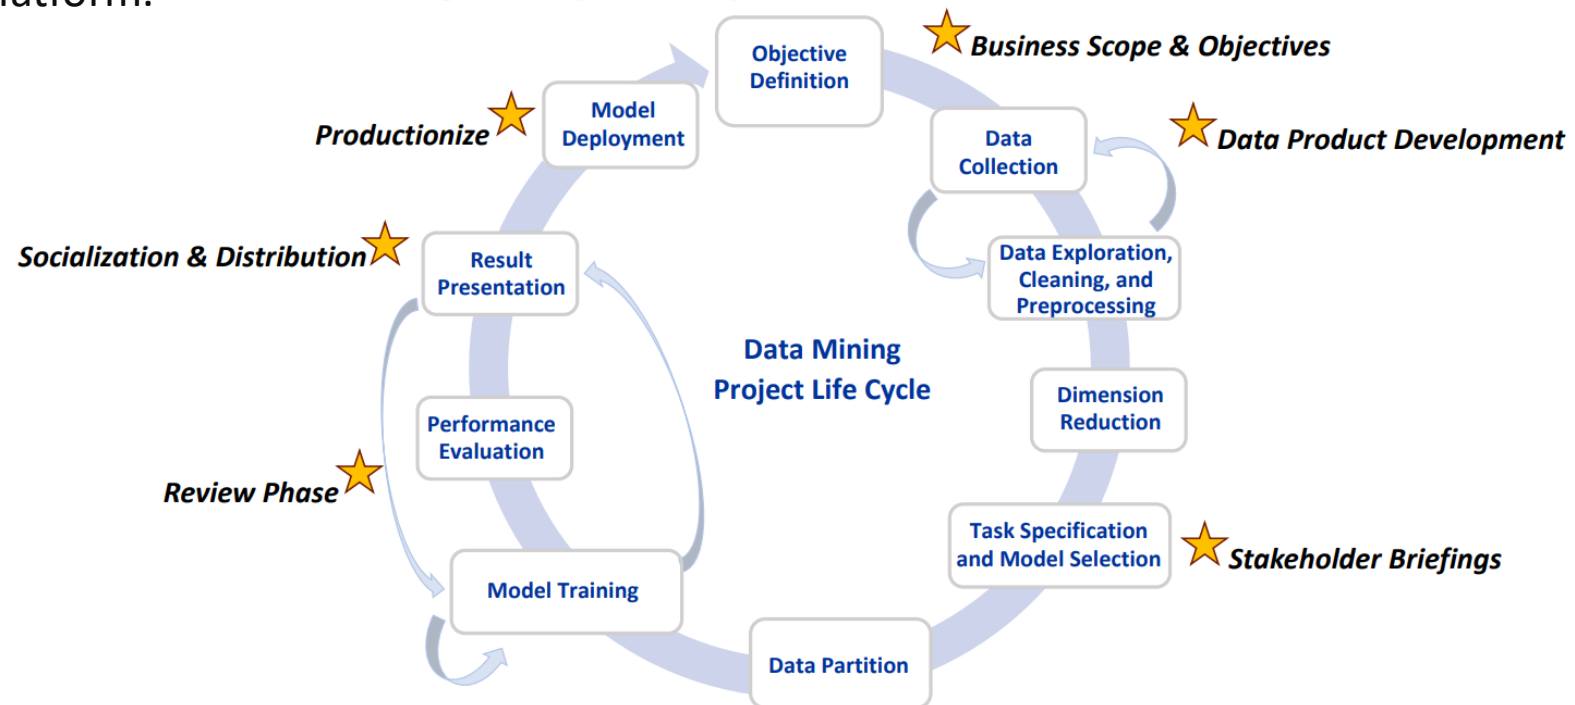 Objective
Definition
Business Scope & Objectives
Model
Deployment
Productionize
Data
Collection
Data Product Development
Socialization & Distribution
Result
Presentation
Data Exploration,
Cleaning, and
Preprocessing
Data Mining
Project Life Cycle
Dimension
Reduction
Performance
Evaluation
Review Phase
Task Specification
and Model Selection
Stakeholder Briefings
Model Training
Data Partition